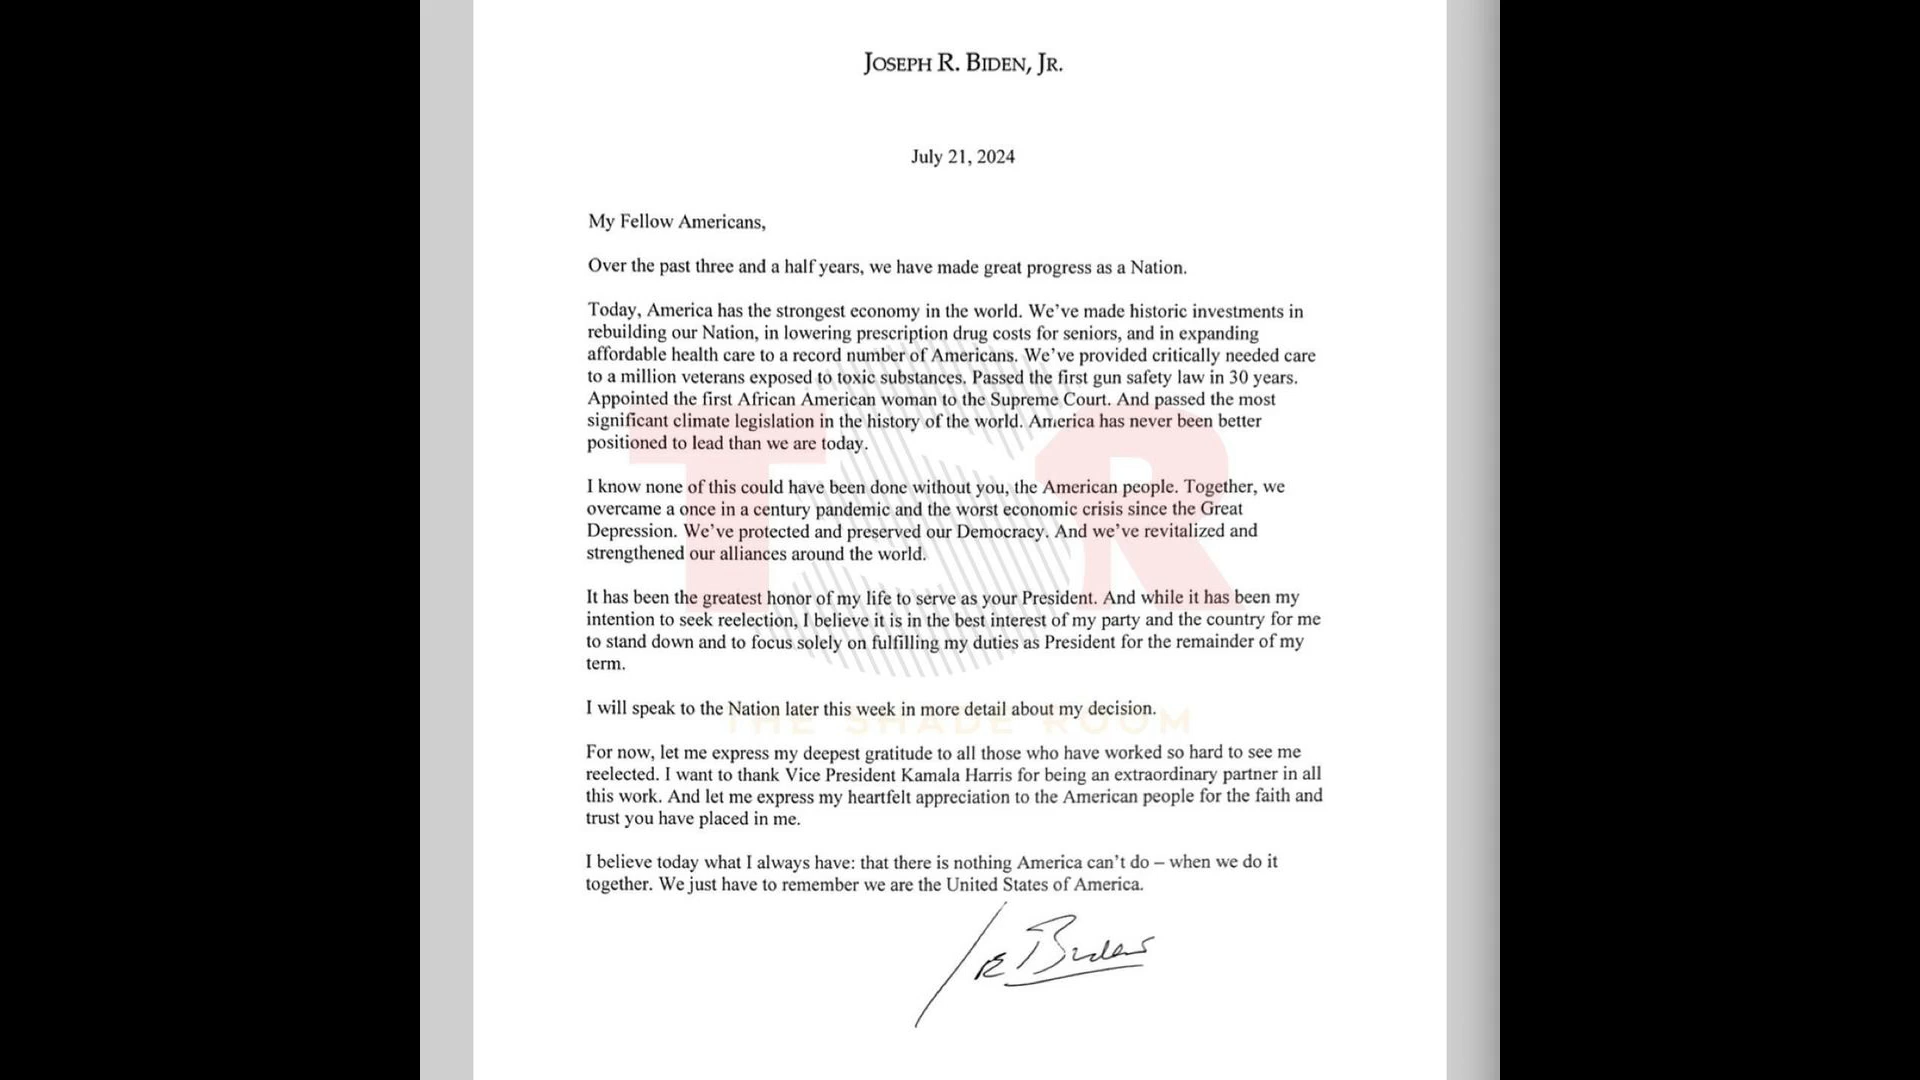 JOSEPH R. BIDEN, JR.
July 21, 2024
My Fellow Americans,
Over the past three and a half years, we have made great progress as a Nation.
Today, America has the strongest economy in the world. We've made historic investments in
rebuilding our Nation, in lowering prescription drug costs for seniors, and in expanding
affordable health care to a record number of Americans. We've provided critically needed care
to a million veterans exposed to toxic substances. Passed the first gun safety law in 30 years.
Appointed the first African American woman to the Supreme Court. And passed the most
significant climate legislation in the history of the world. America has never been better
positioned to lead than we are today.
I know none of this could have been done without you, the American people. Together, we
overcame a once in a century pandemic and the worst economic crisis since the Great
Depression. We've protected and preserved our Democracy. And we've revitalized and
strengthened our alliances around the world.
It has been the greatest honor of my life to serve as your President. And while it has been my
intention to seek reelection, I believe it is in the best interest of my party and the country for me
to stand down and to focus solely on fulfilling my duties as President for the remainder of my
term.
I will speak to the Nation later this week in more detail about my decision.
For now, let me express my deepest gratitude to all those who have worked so hard to see me
reelected. I want to thank Vice President Kamala Harris for being an extraordinary partner in all
this work. And let me express my heartfelt appreciation to the American people for the faith and
trust you have placed in me.
I believe today what I always have: that there is nothing America can't do – when we do it
together. We just have to remember we are the United States of America.
Joe Biden
TSR
THE SHADE ROOM